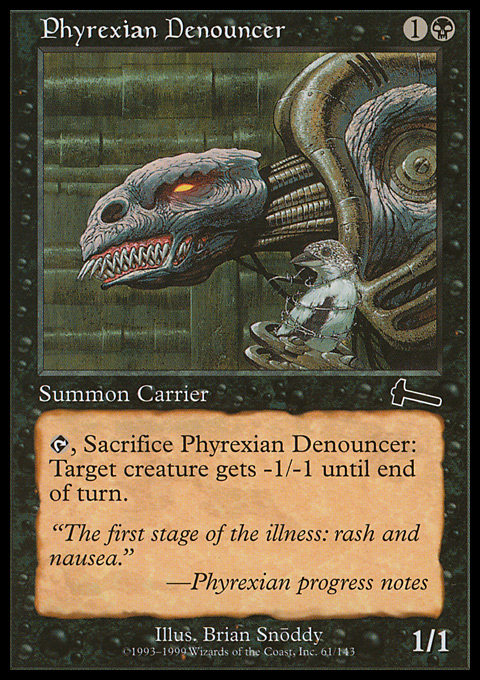 Phyrexian Denouncer 1
Summon Carrier
, Sacrifice Phyrexian Denouncer:
Target creature gets -1/-1 until end
of turn.
“The first stage of the illness: rash and
nausea.”
—Phyrexian progress notes
Illus. Brian Snōddy
©1993–1999 Wizards of the Coast, Inc. 61/143
1/1